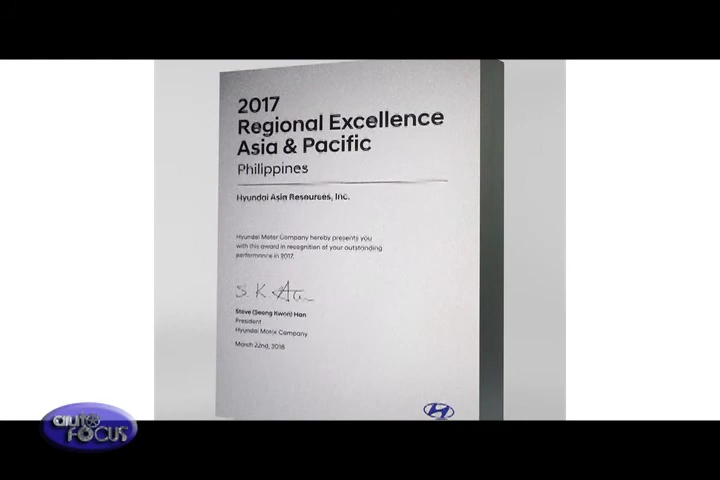 2017
Regional Excellence
Asia & Pacific
Philippines
Hyundai Asia Resources, Inc.
Hyundai Motor Company hereby presents you
with this award in recognition of your outstanding
performance in 2017.
S. K. Han
Steve (Seong Kwon) Han
President
Hyundai Motor Company
March 22nd, 2018
auto
FOCUS